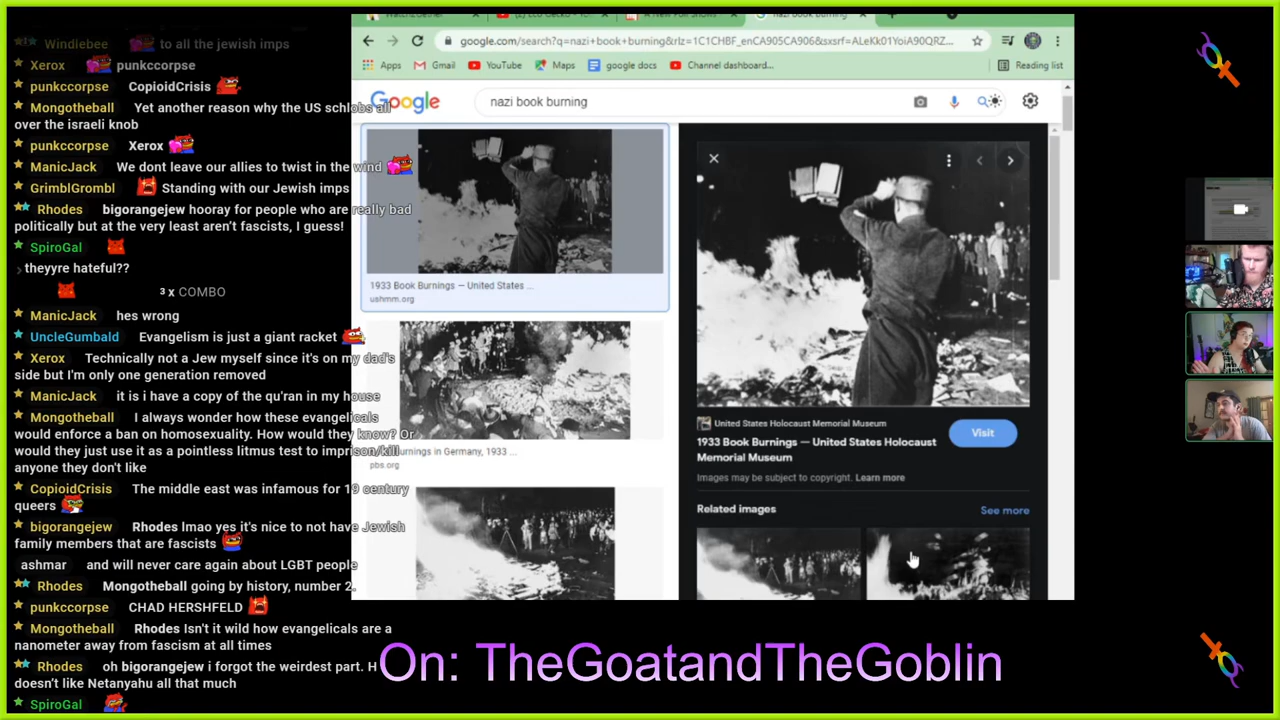 Windlebee to all the jewish imps
Xerox punkccorpse
punkccorpse CopioidCrisis
Mongotheball Yet another reason why the US schlobs all
over the israeli knob
punkccorpse Xerox
ManicJack We dont leave our allies to twist in the wind
GrimblGrombl Standing with our Jewish imps
Rhodes bigorangejew hooray for people who are really bad
politically but at the very least aren't fascists, I guess!
SpiroGal
theyyre hateful??
3 x COMBO
ManicJack hes wrong
UncleGumbald Evangelism is just a giant racket
Xerox Technically not a Jew myself since it's on my dad's
side but I'm only one generation removed
ManicJack it is i have a copy of the qu'ran in my house
Mongotheball I always wonder how these evangelicals
would enforce a ban on homosexuality. How would they know? Or
would they just use it as a pointless litmus test to imprison/kill
anyone they don't like
CopioidCrisis The middle east was infamous for 19 century
queers
bigorangejew Rhodes lmao yes it's nice to not have Jewish
family members that are fascists
ashmar and will never care again about LGBT people
Rhodes Mongotheball going by history, number 2.
punkccorpse CHAD HERSHFELD
Mongotheball Rhodes Isn't it wild how evangelicals are a
nanometer away from fascism at all times
Rhodes oh bigorangejew i forgot the weirdest part. H
doesn't like Netanyahu all that much
SpiroGal
google.com/search?q=nazi+book+burning&rlz=1C1CHBF_enCA905CA906&sxsrf=ALeKk01YoiA90QRZ...
Apps Gmail YouTube Maps google docs Channel dashboard... Reading list
Google nazi book burning
1933 Book Burnings — United States ...
ushmm.org
urnings in Germany, 1933 ...
pbs.org
United States Holocaust Memorial Museum
1933 Book Burnings — United States Holocaust
Memorial Museum
Visit
Images may be subject to copyright. Learn more
Related images See more
On: TheGoatandTheGoblin